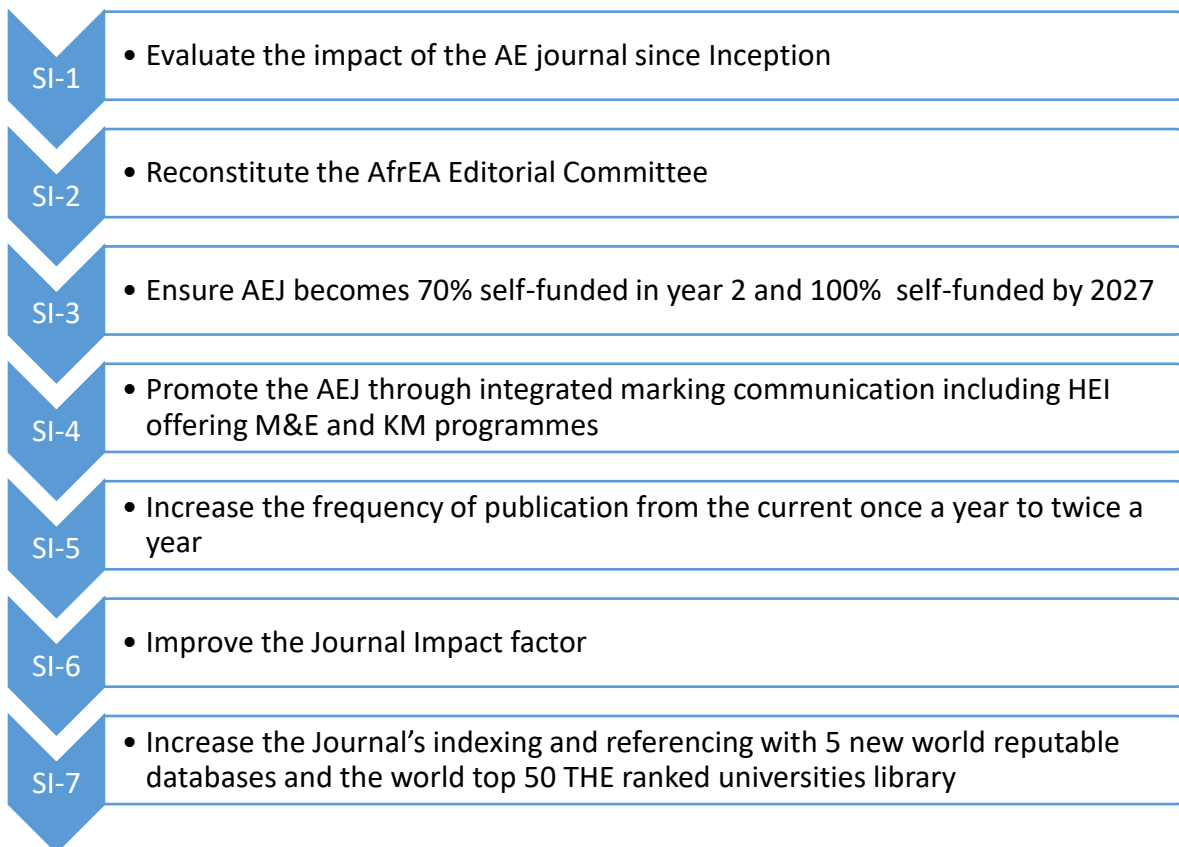 SI-1
• Evaluate the impact of the AE journal since Inception
SI-2
• Reconstitute the AfrEA Editorial Committee
SI-3
• Ensure AEJ becomes 70% self-funded in year 2 and 100% self-funded by 2027
SI-4
• Promote the AEJ through integrated marking communication including HEI
offering M&E and KM programmes
SI-5
• Increase the frequency of publication from the current once a year to twice a
year
SI-6
• Improve the Journal Impact factor
SI-7
• Increase the Journal’s indexing and referencing with 5 new world reputable
databases and the world top 50 THE ranked universities library